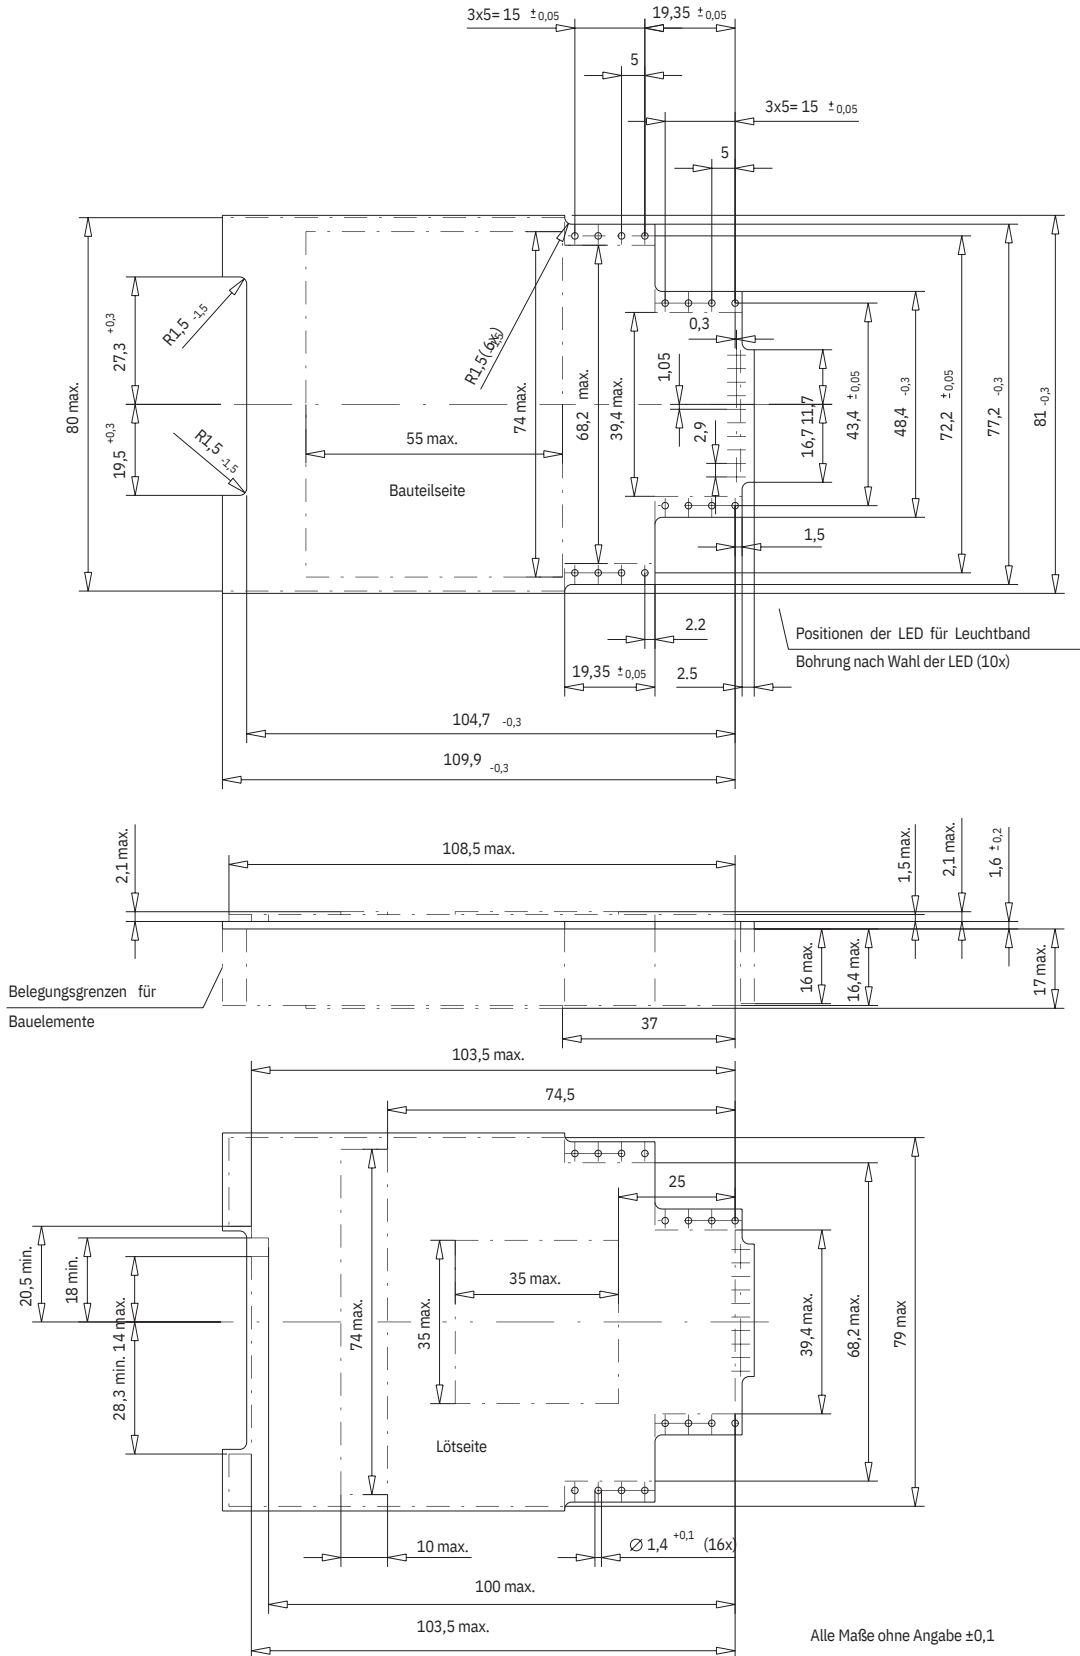 3x5= 15 ±0,05
19,35 ±0,05
5
3x5= 15 ±0,05
5
80 max.
27,3 +0,3
19,5 +0,3
R1,5 -1,5
R1,5 -1,5
R1,5(6x) -1,5
55 max.
Bauteilseite
74 max.
68,2 max.
39,4 max.
0,3
1,05
2,9
16,7 11,7
43,4 ±0,05
48,4 -0,3
72,2 ±0,05
77,2 -0,3
81 -0,3
1,5
2.2
19,35 ±0,05
2.5
Positionen der LED für Leuchtband
Bohrung nach Wahl der LED (10x)
104,7 -0,3
109,9 -0,3
2,1 max.
108,5 max.
1,5 max.
2,1 max.
1,6 ±0,2
Belegungsgrenzen für
Bauelemente
16 max.
16,4 max.
17 max.
37
103,5 max.
74,5
25
20,5 min.
18 min.
28,3 min. 14 max.
74 max.
35 max.
35 max.
39,4 max.
68,2 max.
79 max
Lötseite
10 max.
Ø 1,4 +0,1 (16x)
100 max.
103,5 max.
Alle Maße ohne Angabe ±0,1